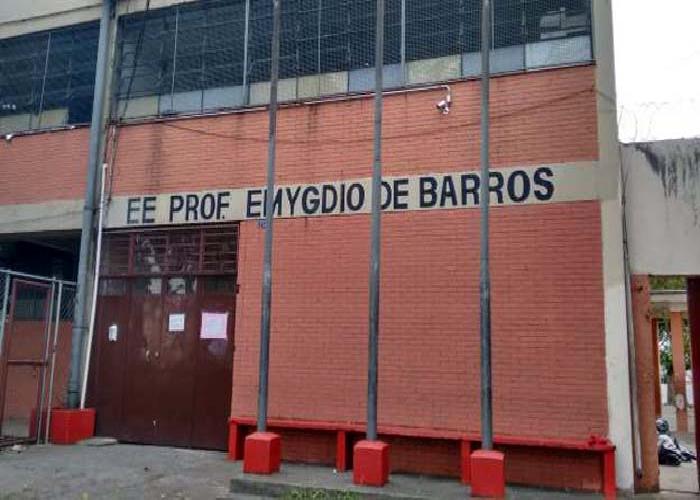 EE PROF. EMYGDIO DE BARROS